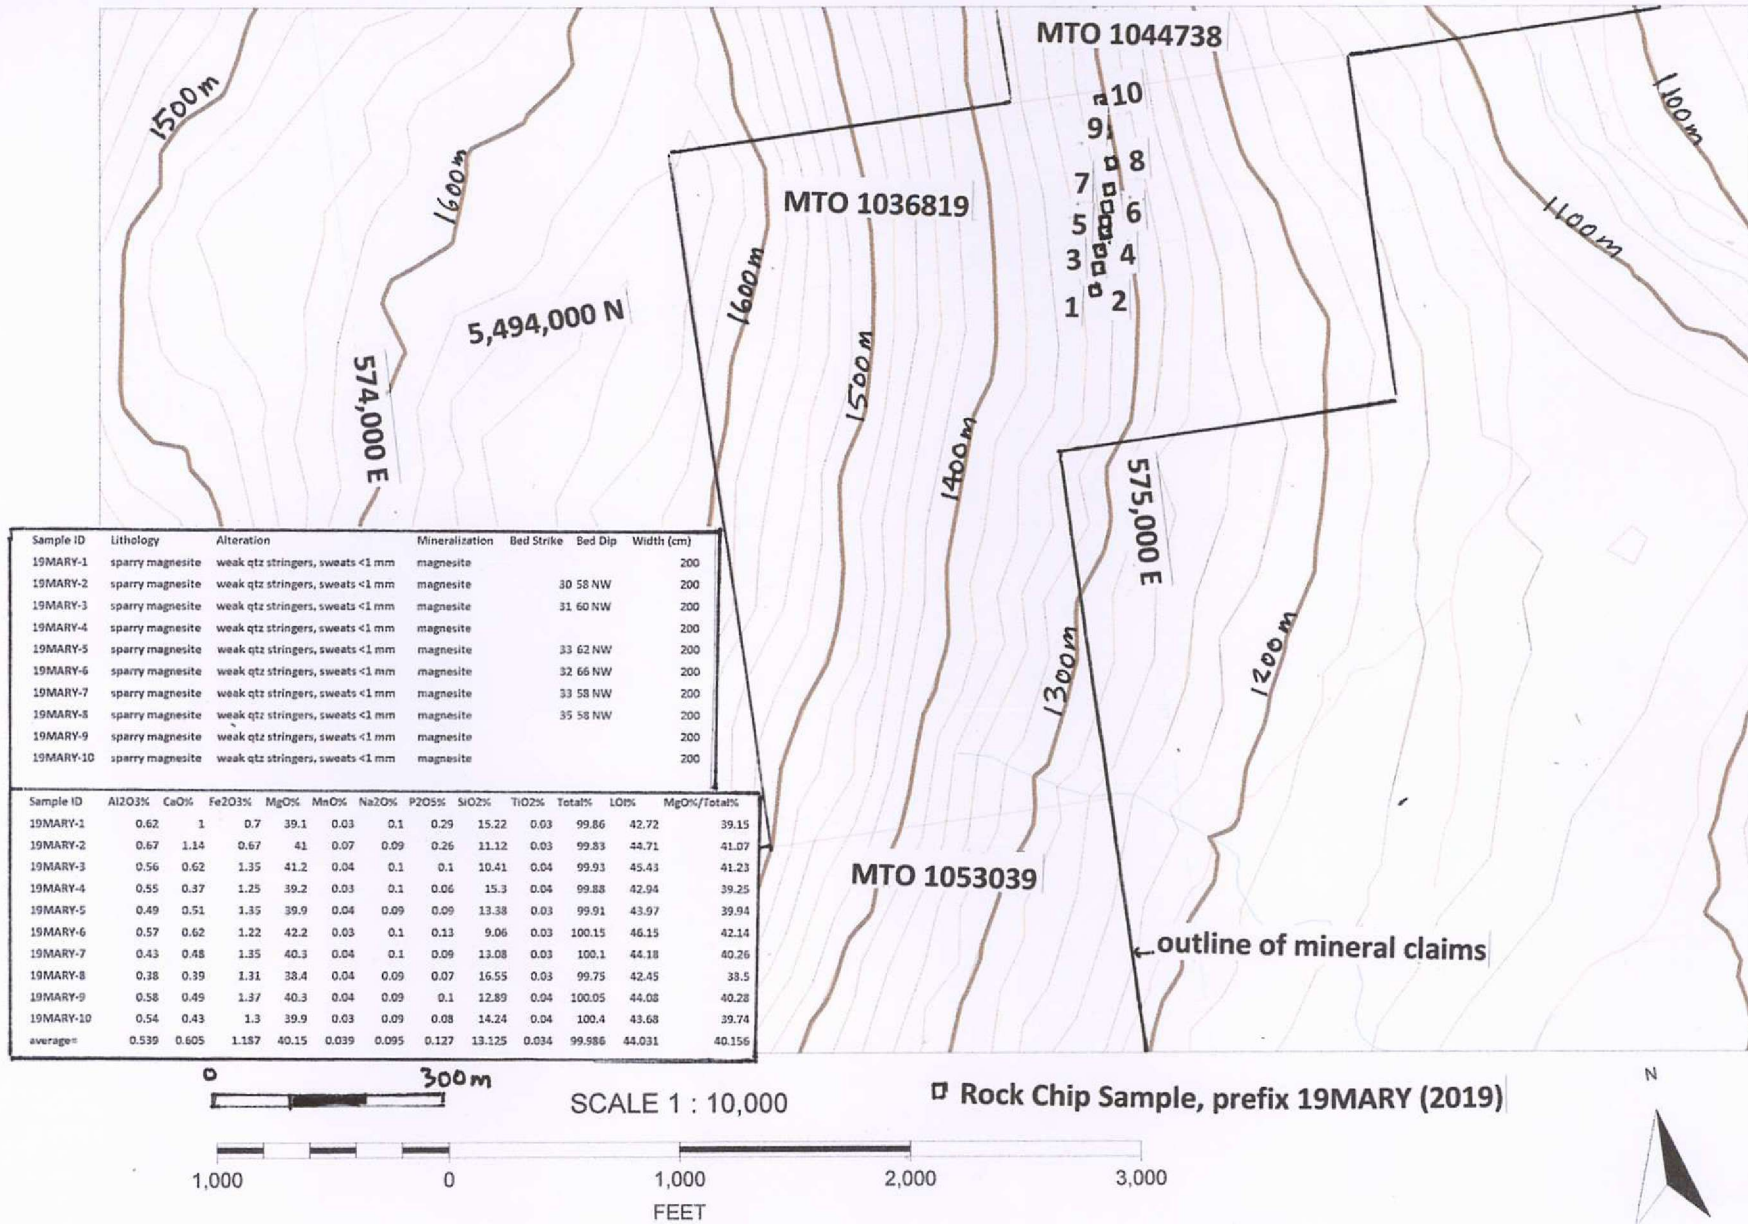 MTO 1044738
1500m
1600m
1100m
10
9
8
7
MTO 1036819
6
5
1100m
3
4
1600m
1
2
5,494,000 N
1500m
574,000 E
1400m
575,000 E
Sample ID Lithology Alteration Mineralization Bed Strike Bed Dip Width (cm)
19MARY-1 sparry magnesite weak qtz stringers, sweats <1 mm magnesite 200
19MARY-2 sparry magnesite weak qtz stringers, sweats <1 mm magnesite 30 58 NW 200
19MARY-3 sparry magnesite weak qtz stringers, sweats <1 mm magnesite 31 60 NW 200
19MARY-4 sparry magnesite weak qtz stringers, sweats <1 mm magnesite 200
19MARY-5 sparry magnesite weak qtz stringers, sweats <1 mm magnesite 33 62 NW 200
19MARY-6 sparry magnesite weak qtz stringers, sweats <1 mm magnesite 32 66 NW 200
19MARY-7 sparry magnesite weak qtz stringers, sweats <1 mm magnesite 33 58 NW 200
19MARY-8 sparry magnesite weak qtz stringers, sweats <1 mm magnesite 35 58 NW 200
19MARY-9 sparry magnesite weak qtz stringers, sweats <1 mm magnesite 200
19MARY-10 sparry magnesite weak qtz stringers, sweats <1 mm magnesite 200
1300m
1200m
Sample ID Al2O3% CaO% Fe2O3% MgO% MnO% Na2O% P2O5% SiO2% TiO2% Total% LOI% MgO%/Total%
19MARY-1 0.62 1 0.7 39.1 0.03 0.1 0.29 15.22 0.03 99.86 42.72 39.15
19MARY-2 0.67 1.14 0.67 41 0.07 0.09 0.26 11.12 0.03 99.83 44.71 41.07
19MARY-3 0.56 0.62 1.35 41.2 0.04 0.1 0.1 10.41 0.04 99.93 45.43 41.23
19MARY-4 0.55 0.37 1.25 39.2 0.03 0.1 0.06 15.3 0.04 99.88 42.94 39.25
19MARY-5 0.49 0.51 1.35 39.9 0.04 0.09 0.09 13.38 0.03 99.91 43.97 39.94
19MARY-6 0.57 0.62 1.22 42.2 0.03 0.1 0.13 9.06 0.03 100.15 46.15 42.14
19MARY-7 0.43 0.48 1.35 40.3 0.04 0.1 0.09 13.08 0.03 100.1 44.18 40.26
19MARY-8 0.38 0.39 1.31 38.4 0.04 0.09 0.07 16.55 0.03 99.75 42.45 38.5
19MARY-9 0.58 0.49 1.37 40.3 0.04 0.09 0.1 12.89 0.04 100.05 44.08 40.28
19MARY-10 0.54 0.43 1.3 39.9 0.03 0.09 0.08 14.24 0.04 100.4 43.68 39.74
average= 0.539 0.605 1.187 40.15 0.039 0.095 0.127 13.125 0.034 99.986 44.031 40.156
MTO 1053039
outline of mineral claims
0 300m
SCALE 1 : 10,000
Rock Chip Sample, prefix 19MARY (2019)
N
1,000 0 1,000 2,000 3,000
FEET